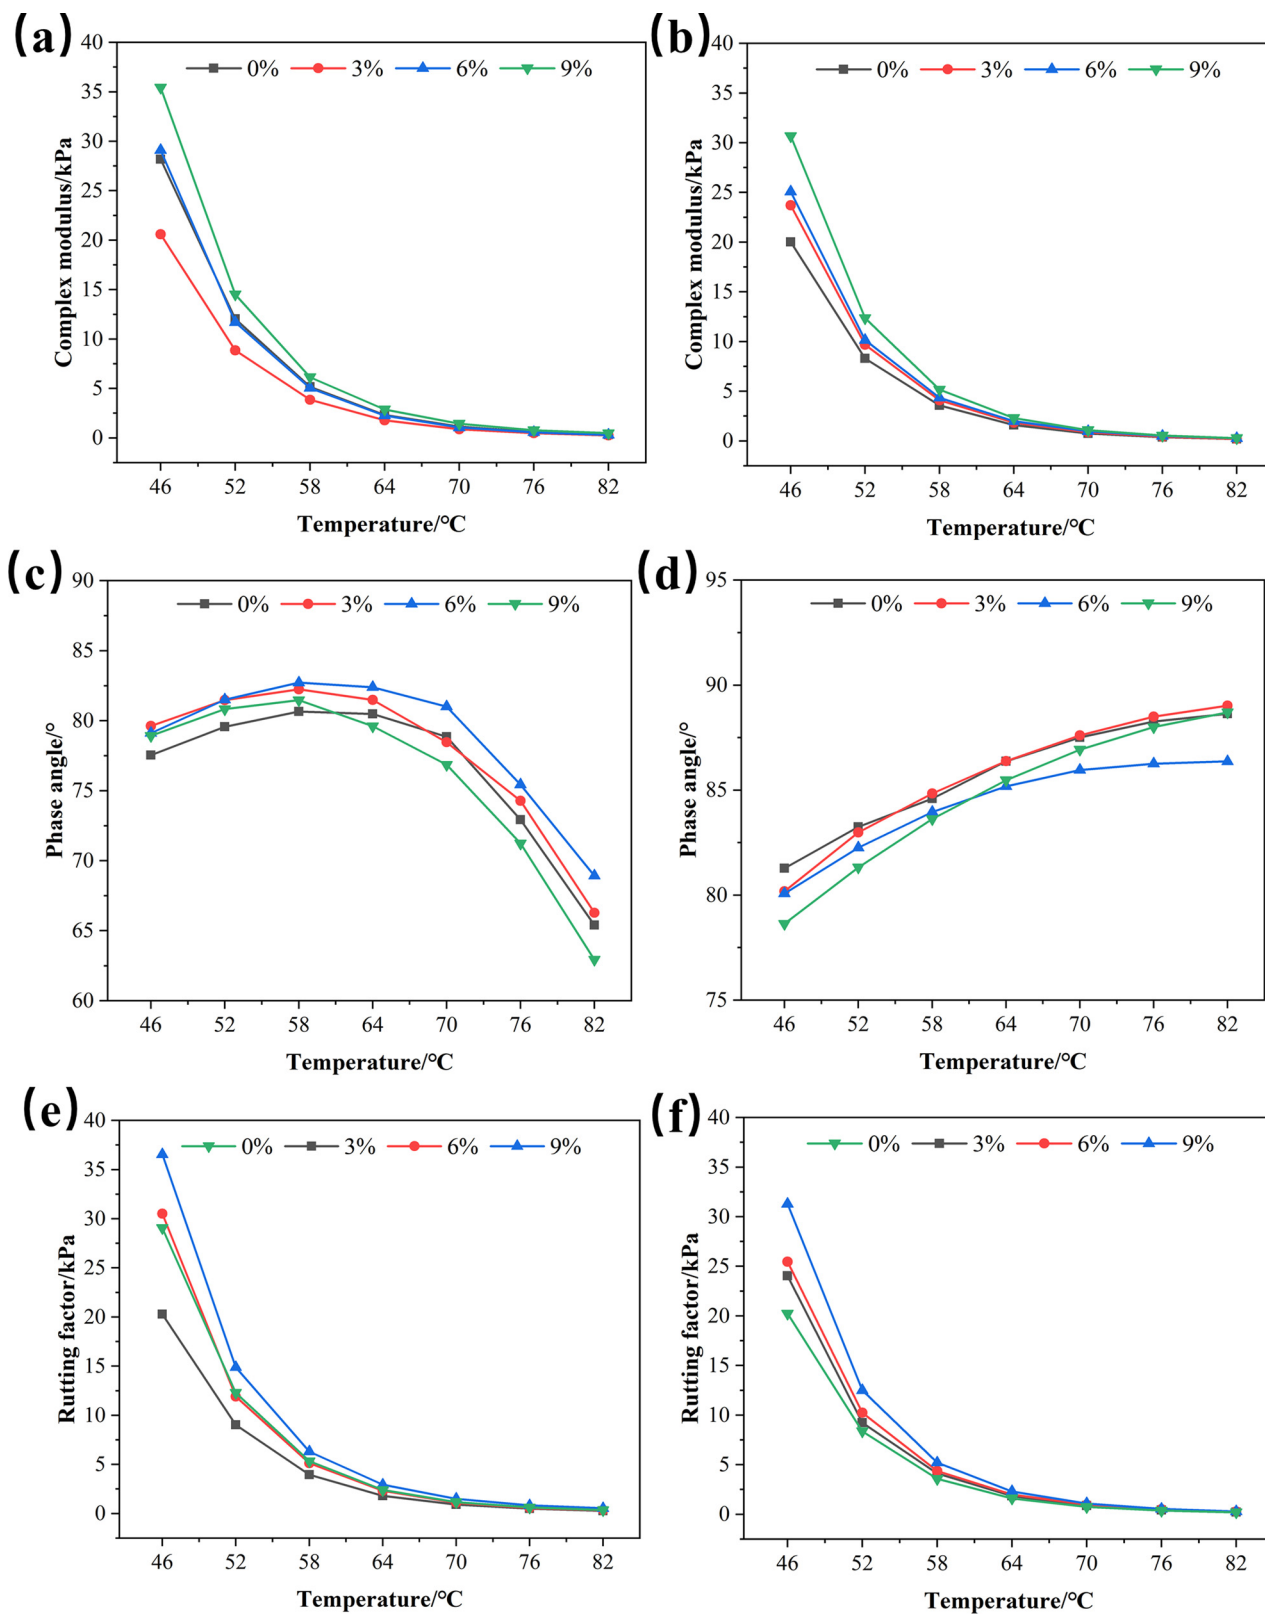 (a)
0% 3% 6% 9%
40
35
30
25
20
15
10
5
0
Complex modulus/kPa
46 52 58 64 70 76 82
Temperature/°C
(b)
0% 3% 6% 9%
40
35
30
25
20
15
10
5
0
Complex modulus/kPa
46 52 58 64 70 76 82
Temperature/°C
(c)
0% 3% 6% 9%
90
85
80
75
70
65
60
Phase angle/°
46 52 58 64 70 76 82
Temperature/°C
(d)
0% 3% 6% 9%
95
90
85
80
75
Phase angle/°
46 52 58 64 70 76 82
Temperature/°C
(e)
0% 3% 6% 9%
40
35
30
25
20
15
10
5
0
Rutting factor/kPa
46 52 58 64 70 76 82
Temperature/°C
(f)
0% 3% 6% 9%
40
35
30
25
20
15
10
5
0
Rutting factor/kPa
46 52 58 64 70 76 82
Temperature/°C